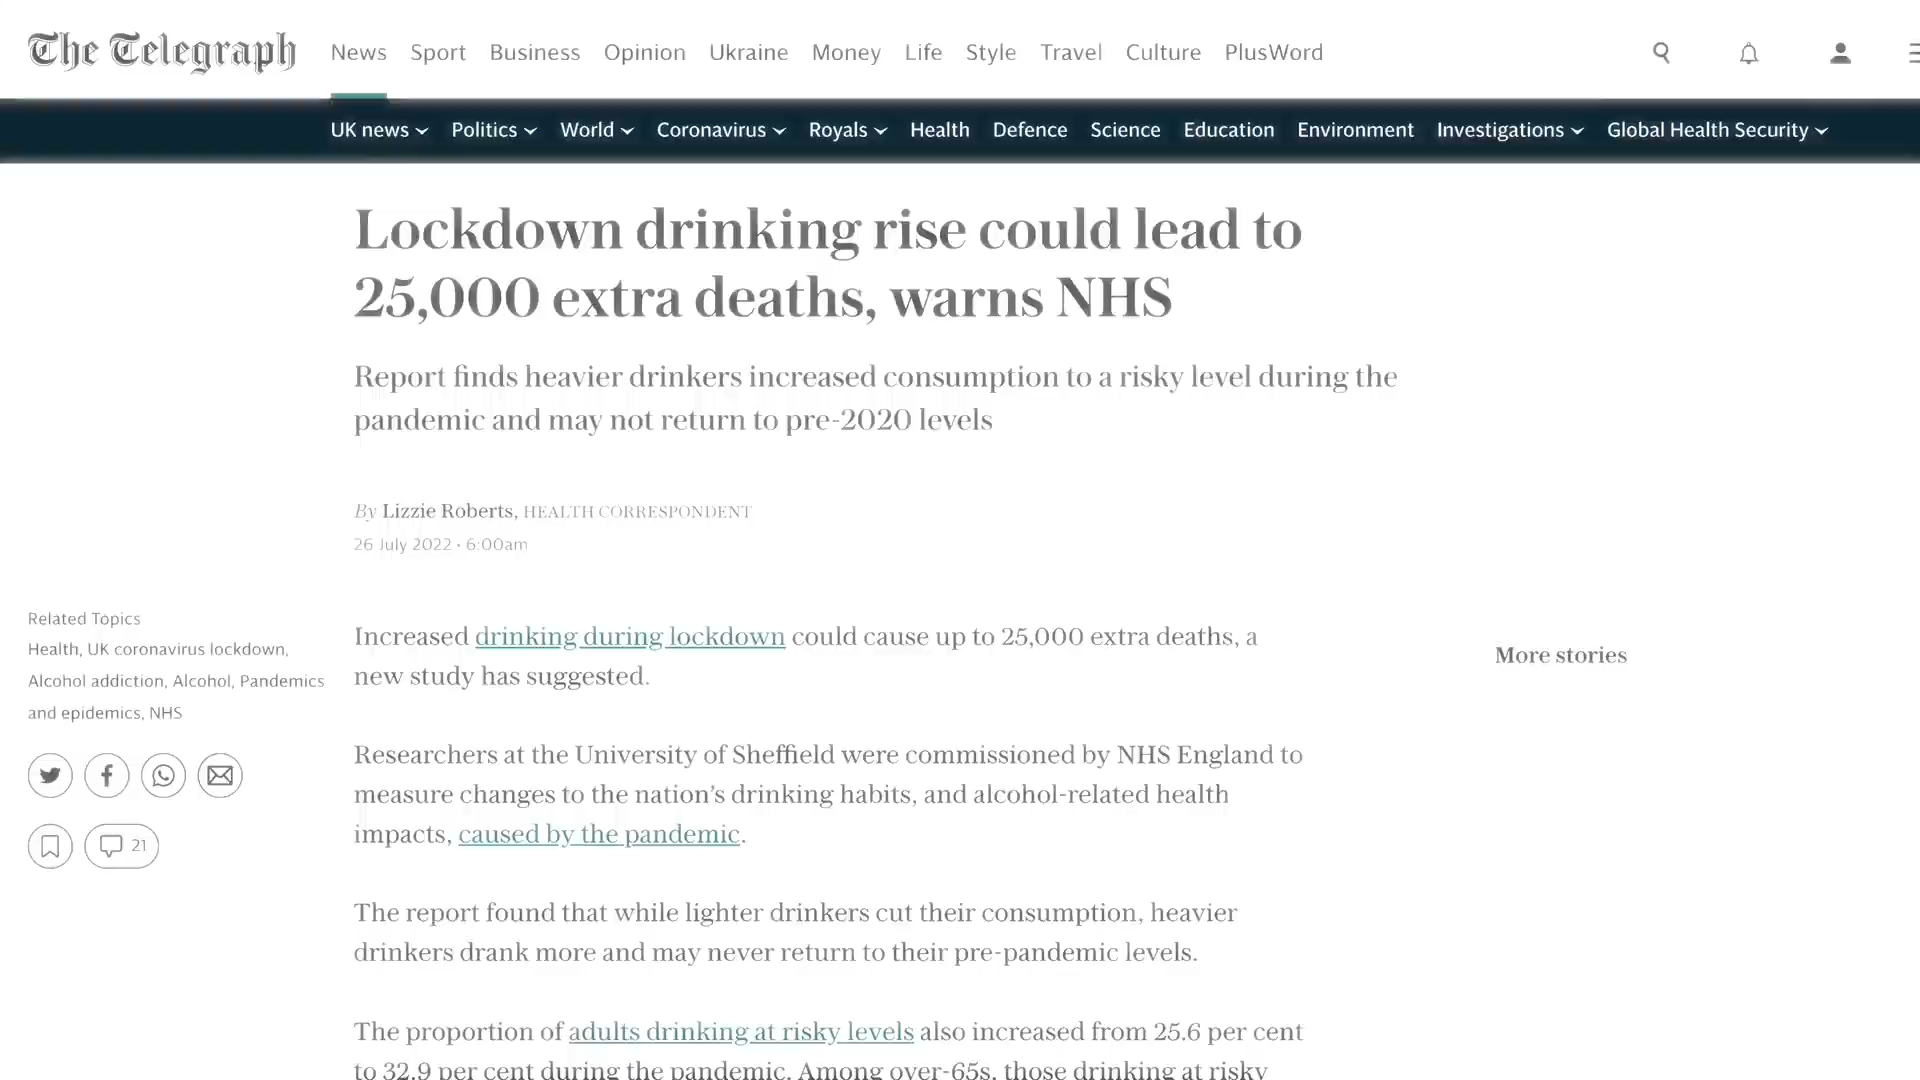 The Telegraph
News Sport Business Opinion Ukraine Money Life Style Travel Culture PlusWord
UK news Politics World Coronavirus Royals Health Defence Science Education Environment Investigations Global Health Security
Lockdown drinking rise could lead to
25,000 extra deaths, warns NHS
Report finds heavier drinkers increased consumption to a risky level during the
pandemic and may not return to pre-2020 levels
By Lizzie Roberts, HEALTH CORRESPONDENT
26 July 2022 • 6:00am
Related Topics
Health, UK coronavirus lockdown,
Alcohol addiction, Alcohol, Pandemics
and epidemics, NHS
21
Increased drinking during lockdown could cause up to 25,000 extra deaths, a
new study has suggested.
Researchers at the University of Sheffield were commissioned by NHS England to
measure changes to the nation's drinking habits, and alcohol-related health
impacts, caused by the pandemic.
The report found that while lighter drinkers cut their consumption, heavier
drinkers drank more and may never return to their pre-pandemic levels.
The proportion of adults drinking at risky levels also increased from 25.6 per cent
to 32.9 per cent during the pandemic. Among over-65s, those drinking at risky
More stories